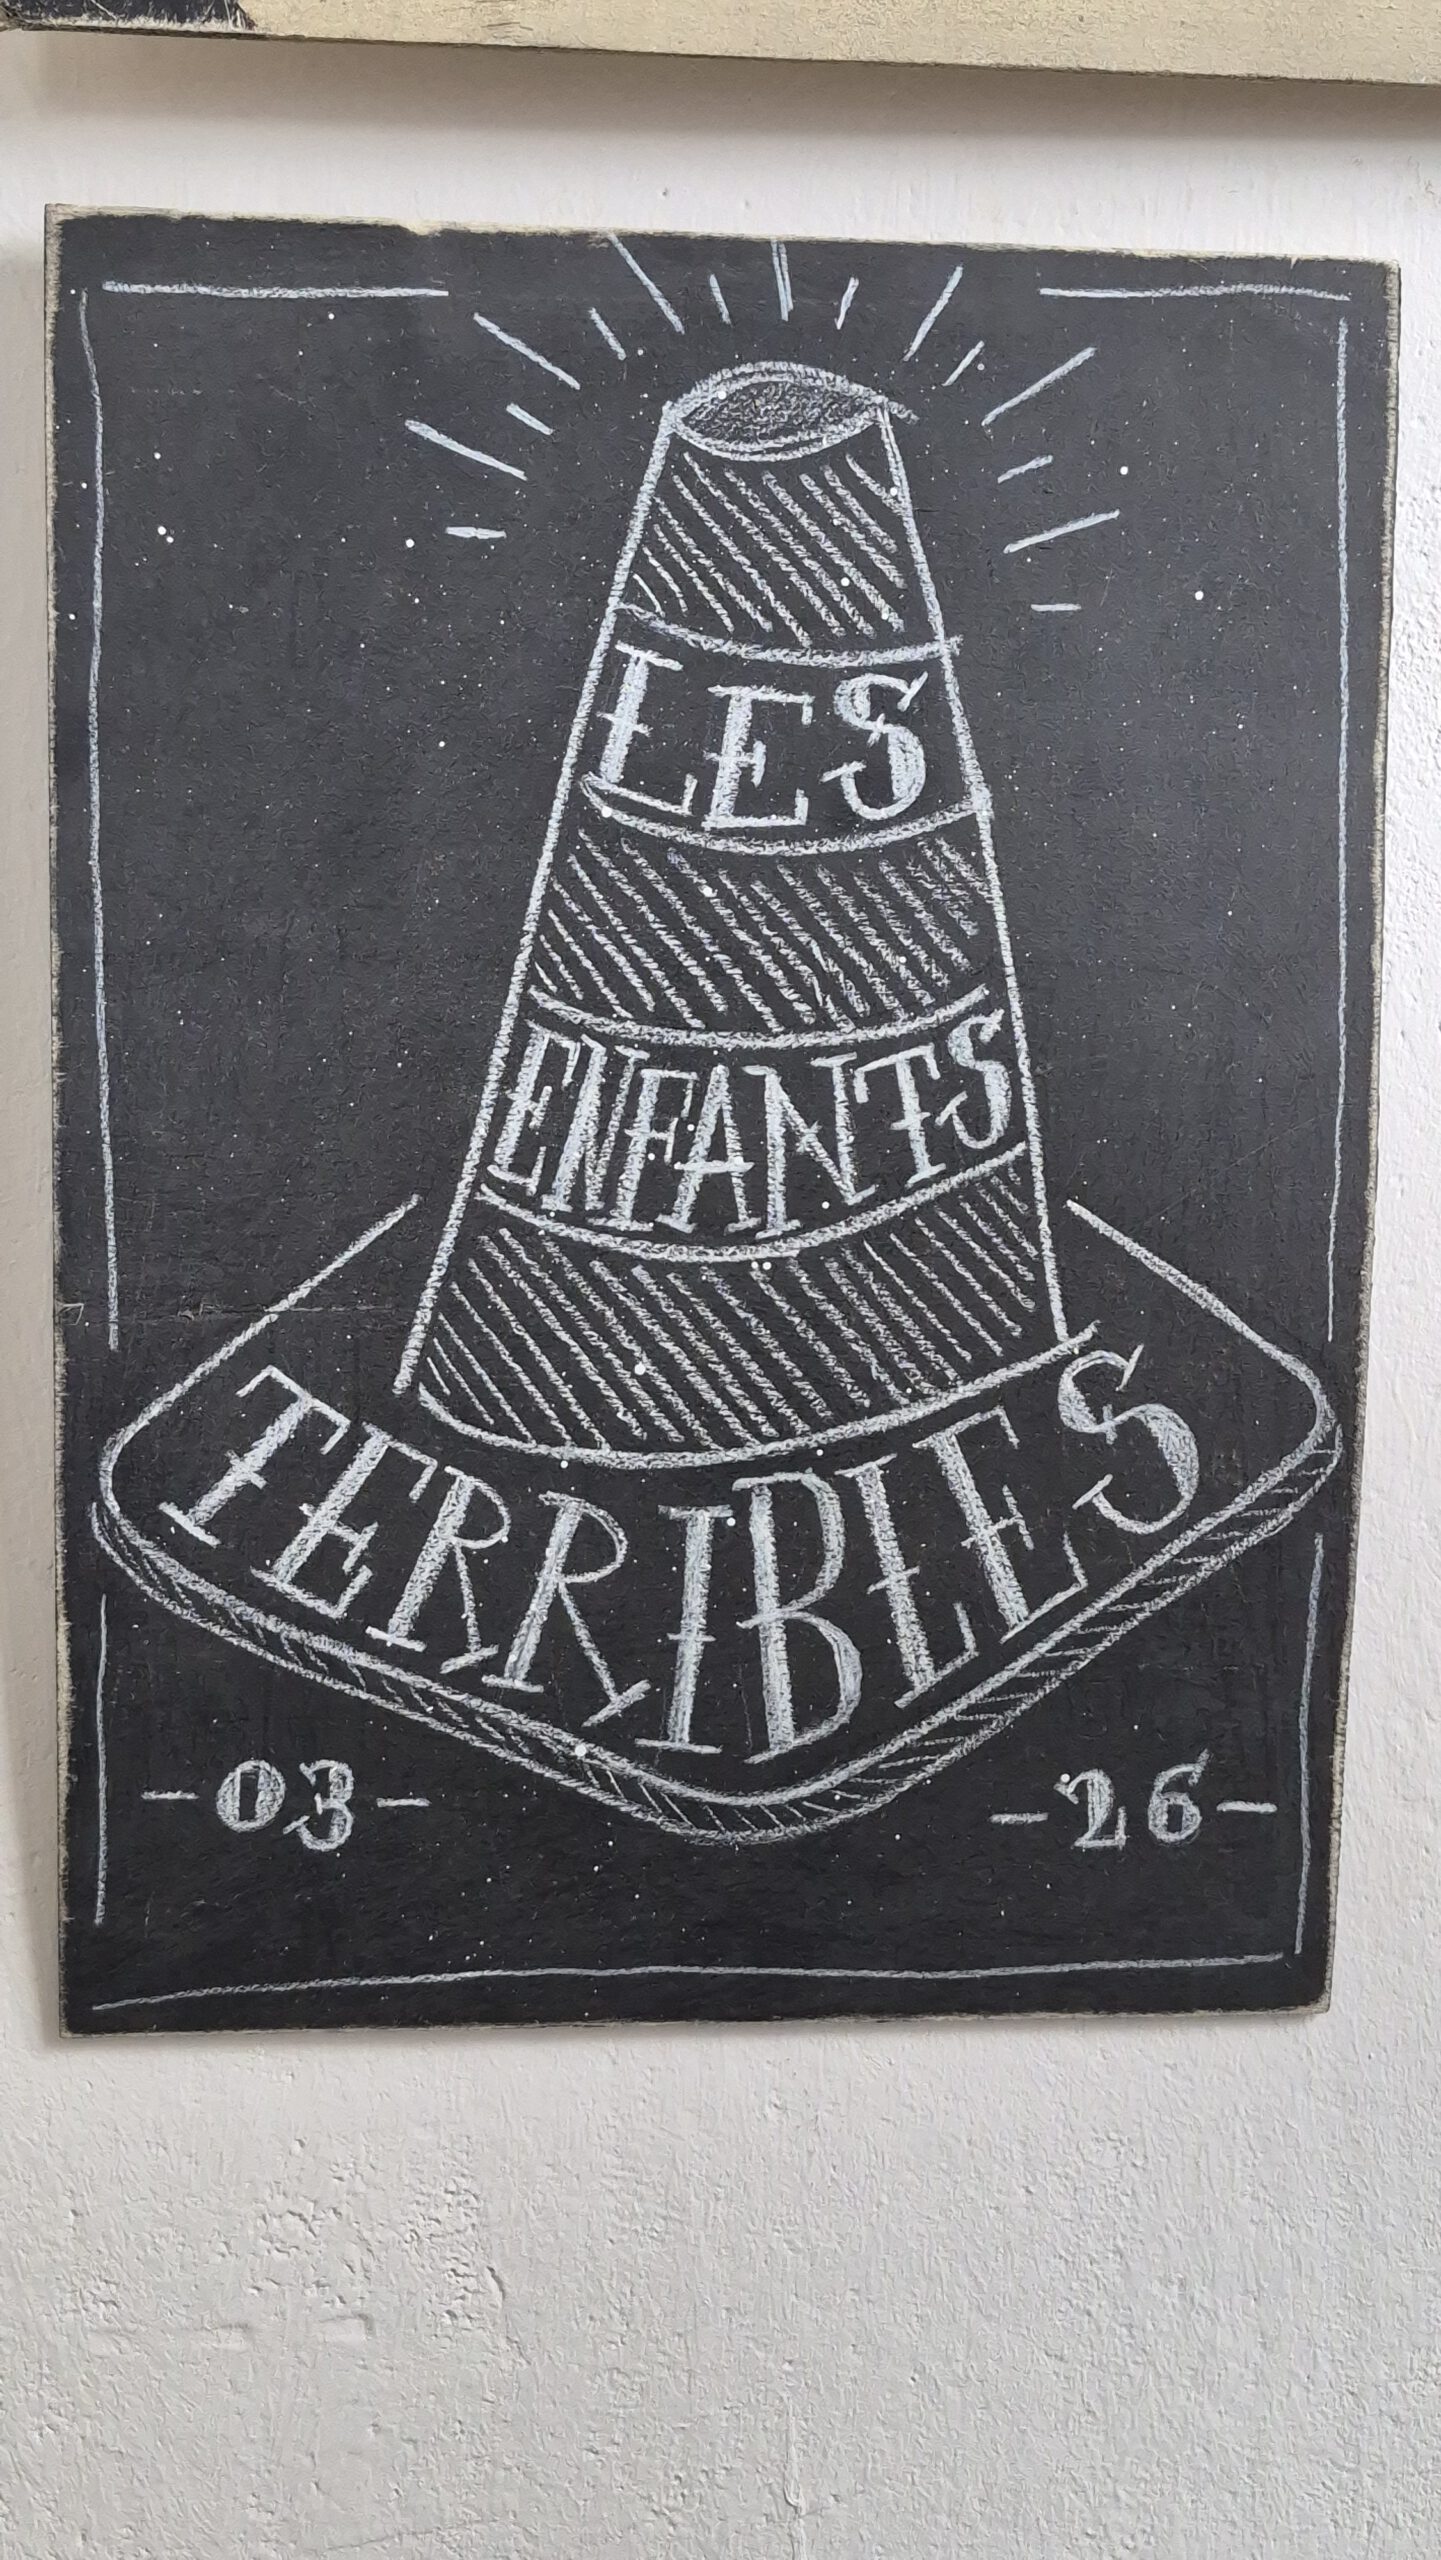 LES
ENFANTS
TERRIBLES
-03- -26-